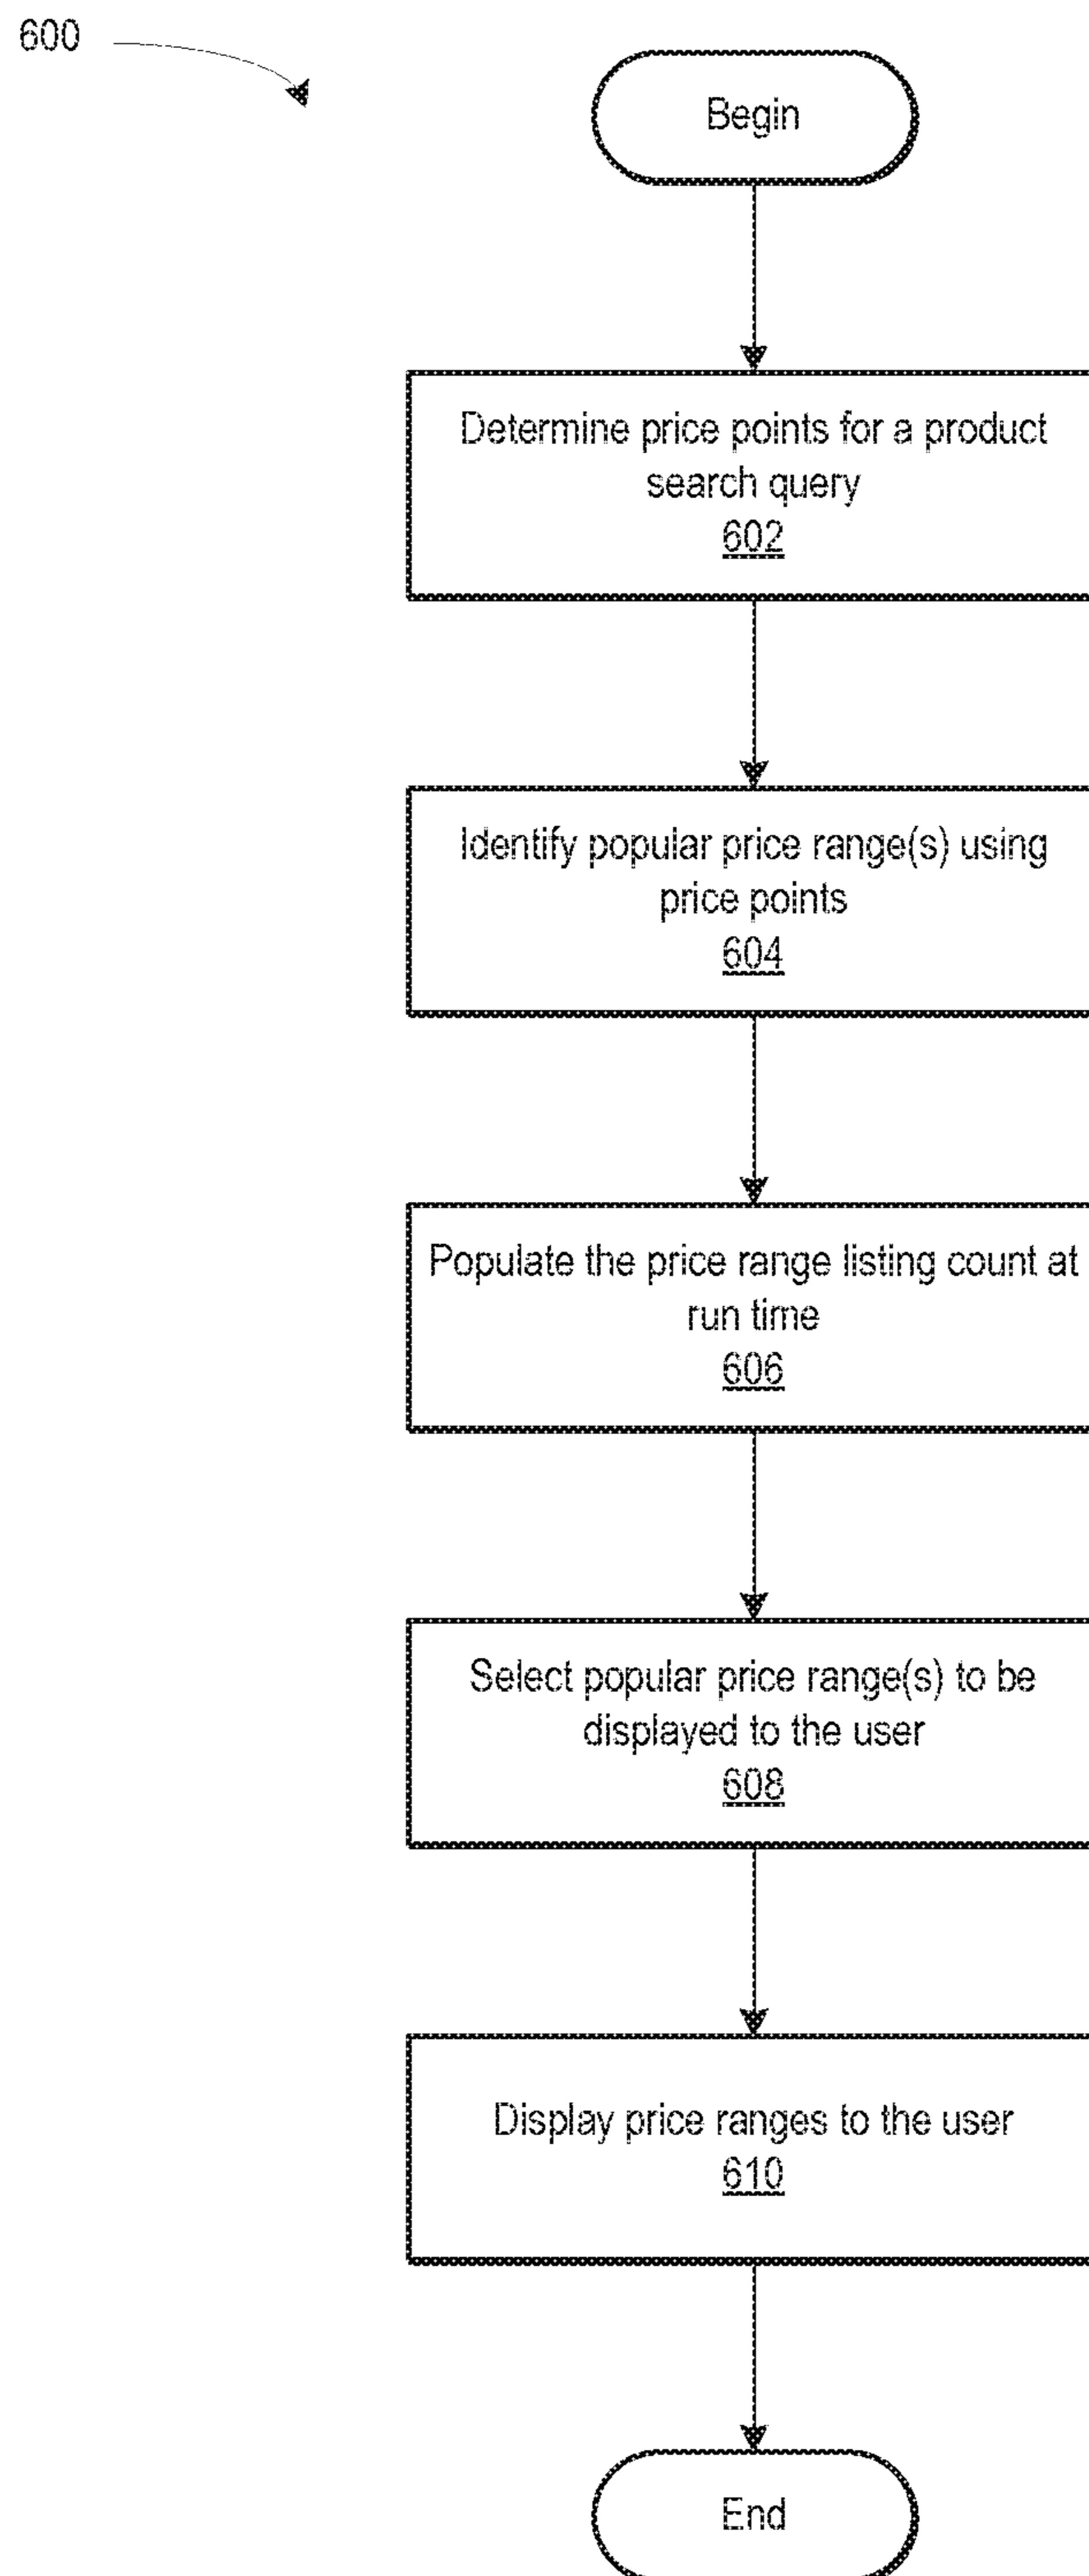 600
Begin
Determine price points for a product
search query
602
Identify popular price range(s) using
price points
604
Populate the price range listing count at
run time
606
Select popular price range(s) to be
displayed to the user
608
Display price ranges to the user
610
End